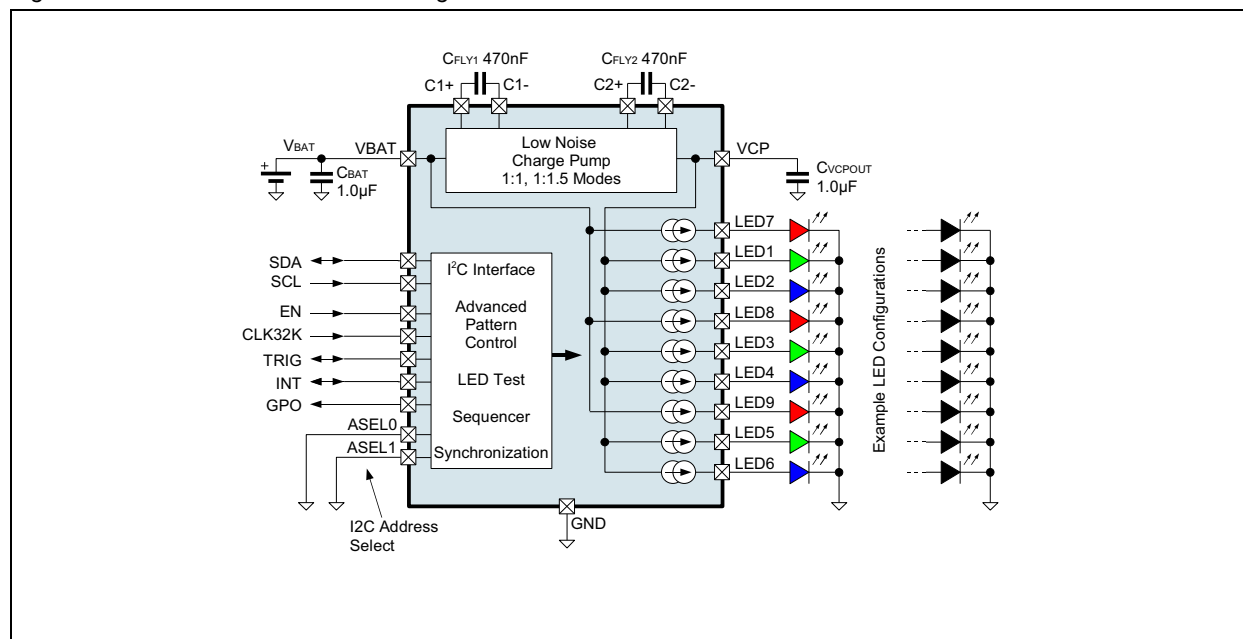 CFLY1 470nF
CFLY2 470nF
C1+
C1-
C2+
C2-
Low Noise
Charge Pump
1:1, 1:1.5 Modes
VBAT
VBAT
VCP
+
CBAT
1.0µF
CVCPOUT
1.0µF
LED7
LED1
LED2
LED8
LED3
LED4
LED9
LED5
LED6
SDA
SCL
EN
CLK32K
TRIG
INT
GPO
ASEL0
ASEL1
I²C Interface
Advanced
Pattern
Control
LED Test
Sequencer
Synchronization
Example LED Configurations
GND
I2C Address
Select